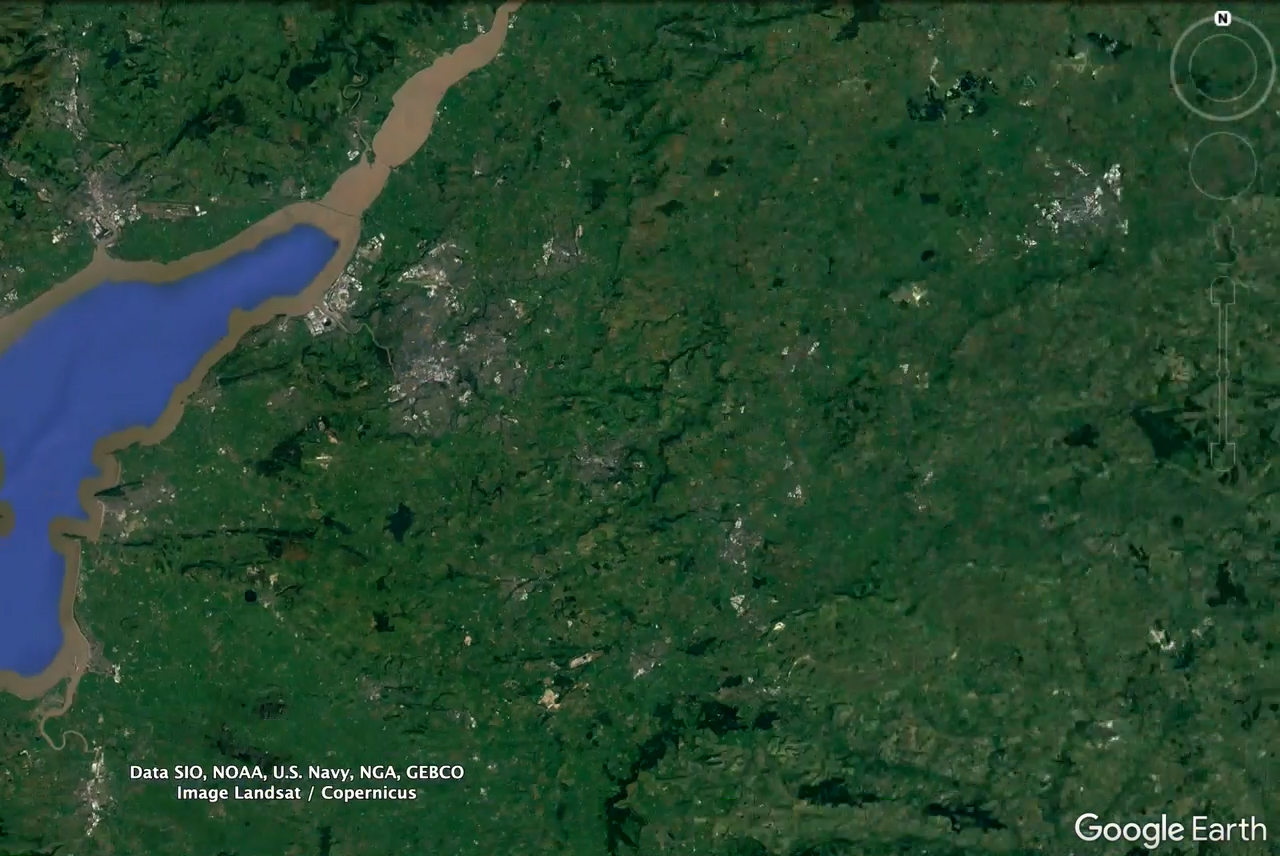 N
Data SIO, NOAA, U.S. Navy, NGA, GEBCO
Image Landsat / Copernicus
Google Earth